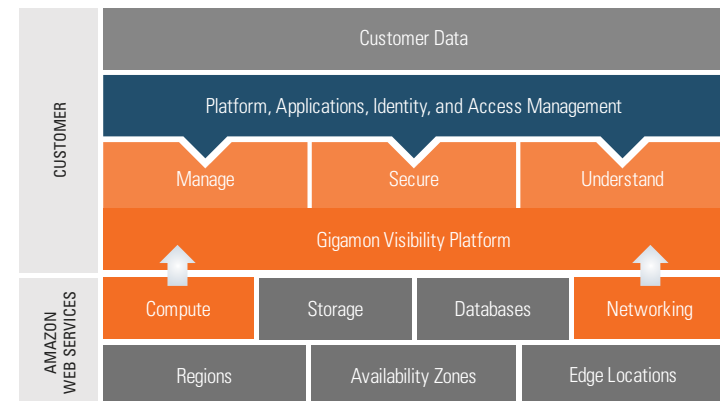 CUSTOMER
Customer Data
Platform, Applications, Identity, and Access Management
Manage
Secure
Understand
Gigamon Visibility Platform
AMAZON
WEB SERVICES
Compute
Storage
Databases
Networking
Regions
Availability Zones
Edge Locations